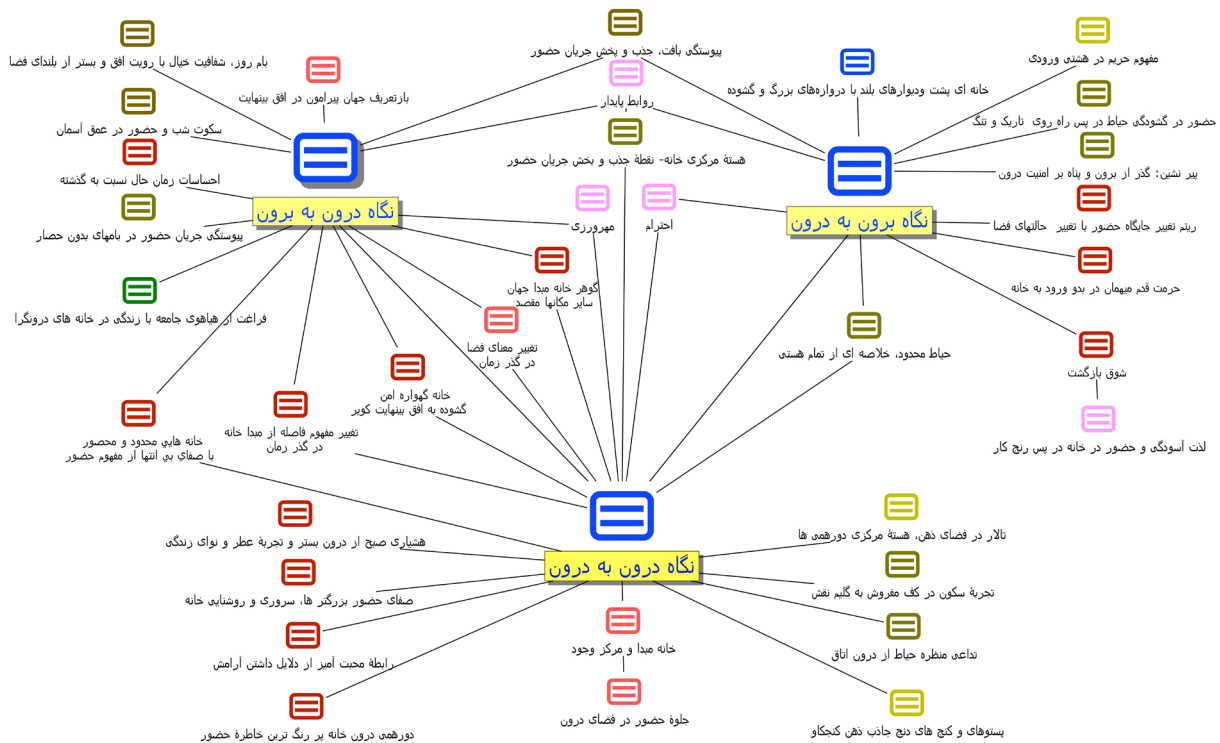 پیوستگی بافت، جذب و پخش جریان حضور
مفهوم حریم در هشتی ورودی
بام روز، شفافیت خیال با رویت افق و بستر از بلندای فضا
خانه ای پشت ودیوارهای بلند با دروازه‌های بزرگ و گشوده
بازتعریف جهان پیرامون در افق بینهایت
روابط پایدار
حضور در گشودگی حیاط در پس راه روی تاریک و تنگ
سکوت شب و حضور در عمق آسمان
هستهٔ مرکزی خانه- نقطهٔ جذب و پخش جریان حضور
پیر نشین؛ گذر از برون و پناه بر امنیت درون
احساسات زمان حال نسبت به گذشته
نگاه برون به درون
نگاه درون به برون
احترام
مهرورزی
ریتم تغییر جایگاه حضور با تغییر حالتهای فضا
پیوستگی جریان حضور در بامهای بدون حصار
حرمت قدم میهمان در بدو ورود به خانه
گوهر خانه مبدا جهان
سایر مکانها مقصد
فراغت از هیاهوی جامعه با زندگی در خانه های درونگرا
تغییر معنای فضا
در گذر زمان
حیاط محدود، خلاصه ای از تمام هستی
شوق بازگشت
خانه گهواره امن
گشوده به افق بینهایت کویر
تغییر مفهوم فاصله از مبدا خانه
در گذر زمان
خانه هایي محدود و محصور
با صفاي بي انتها از مفهوم حضور
لذت آسودگی و حضور در خانه در پس رنج کار
تالار در فضای ذهن، هستهٔ مرکزی دورهمی ها
هشیاری صبح از درون بستر و تجربهٔ عطر و نوای زندگی
نگاه درون به درون
تجربهٔ سکون در کف مفروش به گلیم نقش
صفای حضور بزرگتر ها، سروری و روشنایی خانه
خانه مبدا و مرکز وجود
تداعی منظره حیاط از درون اتاق
رابطهٔ محبت آمیز از دلایل داشتن آرامش
جلوهٔ حضور در فضای درون
پستوهای و کنج های دنج جاذب ذهن کنجکاو
دورهمی درون خانه پر رنگ ترین خاطرهٔ حضور